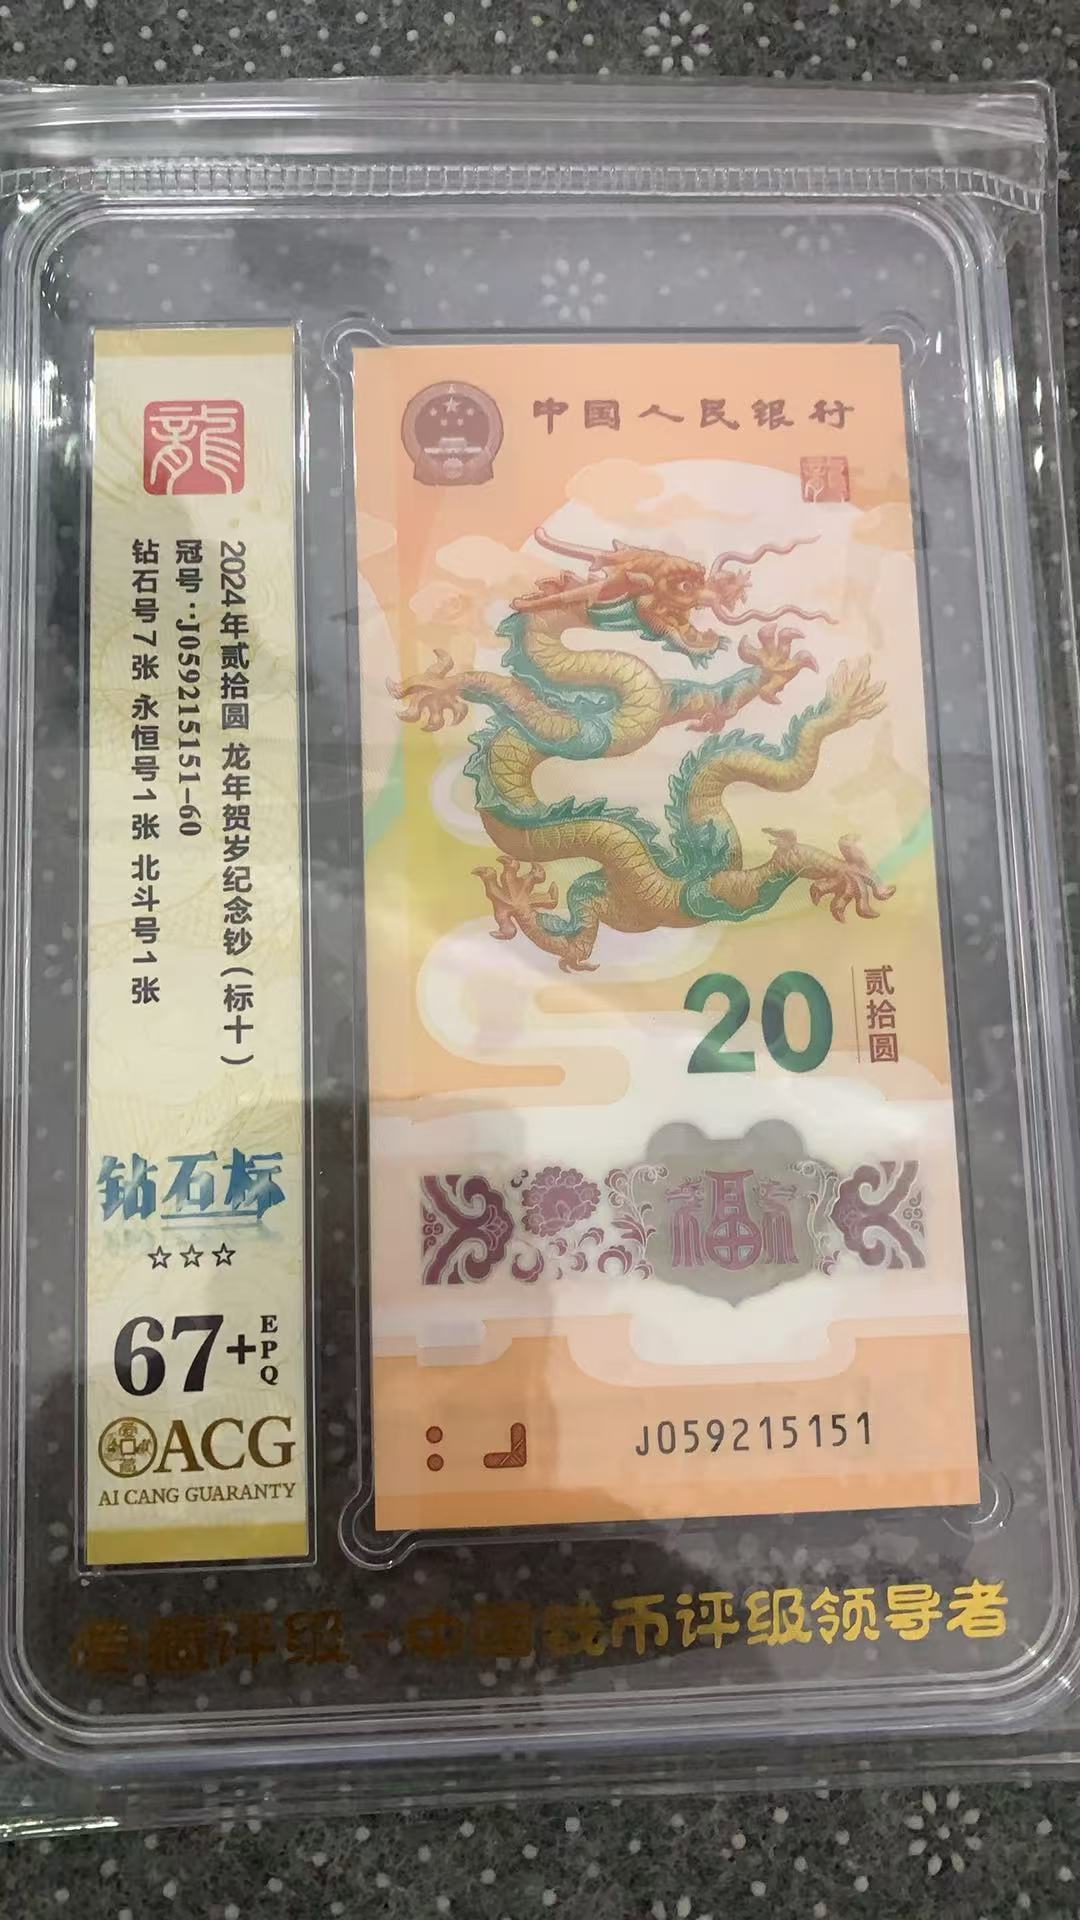 龍
2024年贰拾圆 龙年贺岁纪念钞(标十)
冠号:J059215151-60
钻石号7张 永恒号1张 北斗号1张
钻石标
☆☆☆
67+EPQ
ACG
AI CANG GUARANTY
中国人民银行
龍
20
贰拾圆
福
J059215151
爱藏评级-中国钱币评级领导者